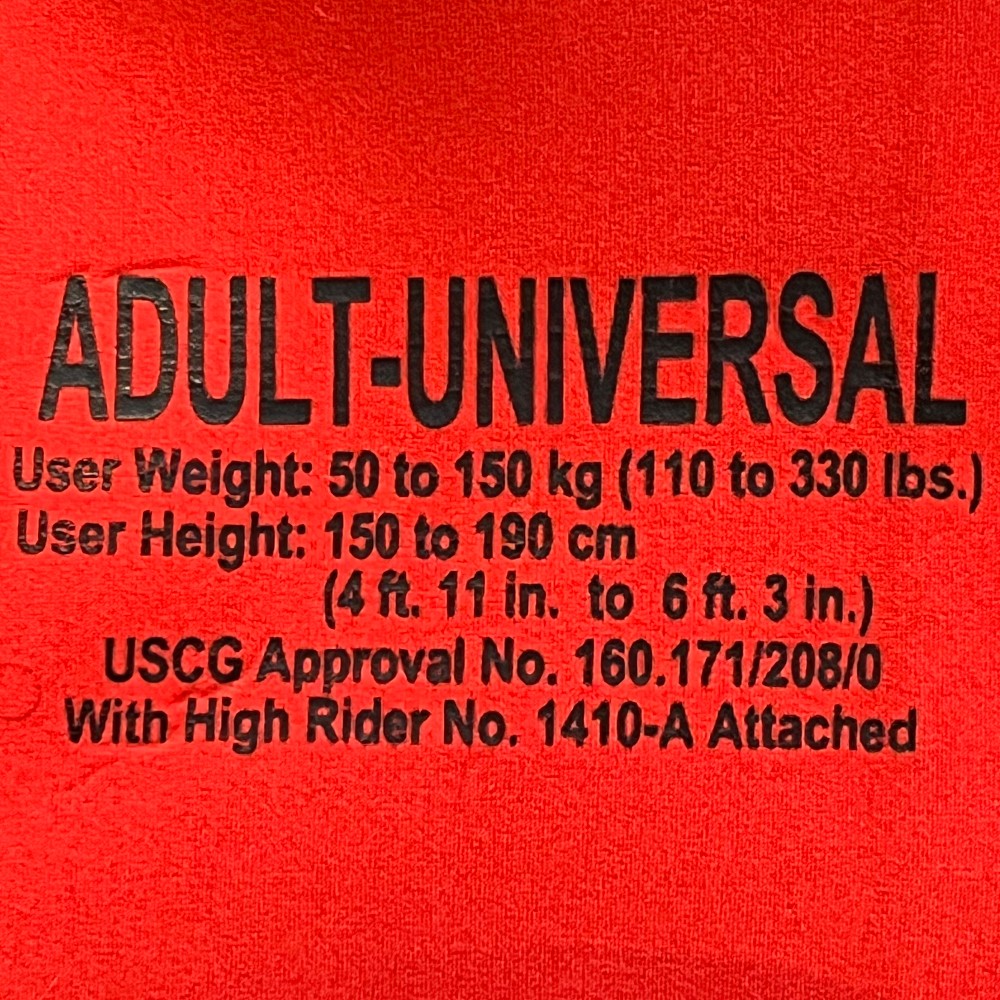 ADULT-UNIVERSAL
User Weight: 50 to 150 kg (110 to 330 lbs.)
User Height: 150 to 190 cm
(4 ft. 11 in. to 6 ft. 3 in.)
USCG Approval No. 160.171/208/0
With High Rider No. 1410-A Attached